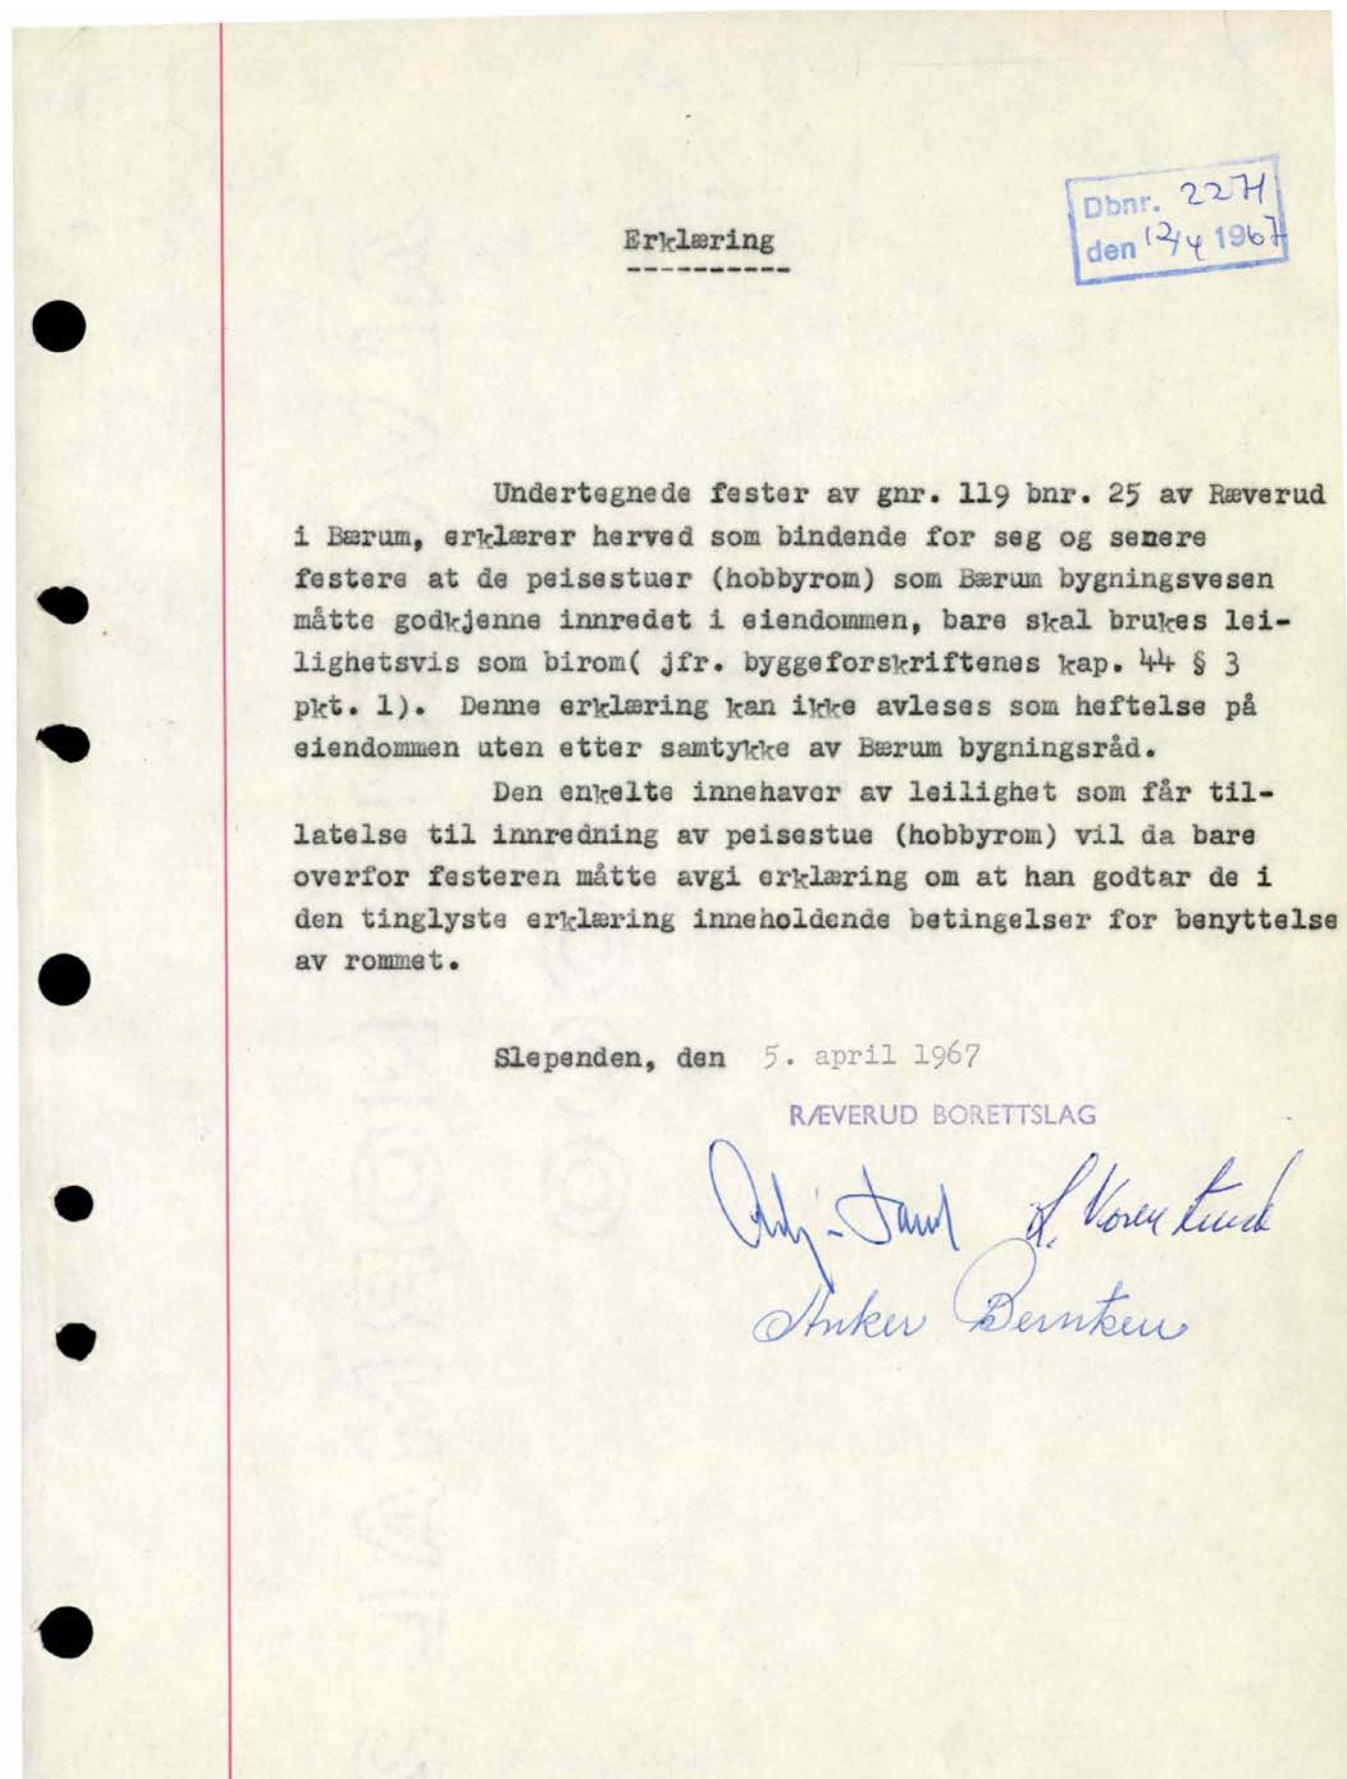 Dbnr. 2271
den 12/4 1967
Erklæring
----------
Undertegnede fester av gnr. 119 bnr. 25 av Ræverud
i Bærum, erklærer herved som bindende for seg og senere
festere at de peisestuer (hobbyrom) som Bærum bygningsvesen
måtte godkjenne innredet i eiendommen, bare skal brukes lei-
lighetsvis som birom( jfr. byggeforskriftenes kap. 44 § 3
pkt. 1). Denne erklæring kan ikke avleses som heftelse på
eiendommen uten etter samtykke av Bærum bygningsråd.
Den enkelte innehaver av leilighet som får til-
latelse til innredning av peisestue (hobbyrom) vil da bare
overfor festeren måtte avgi erklæring om at han godtar de i
den tinglyste erklæring inneholdende betingelser for benyttelse
av rommet.
Slependen, den 5. april 1967
RÆVERUD BORETTSLAG
Anker Berntsen